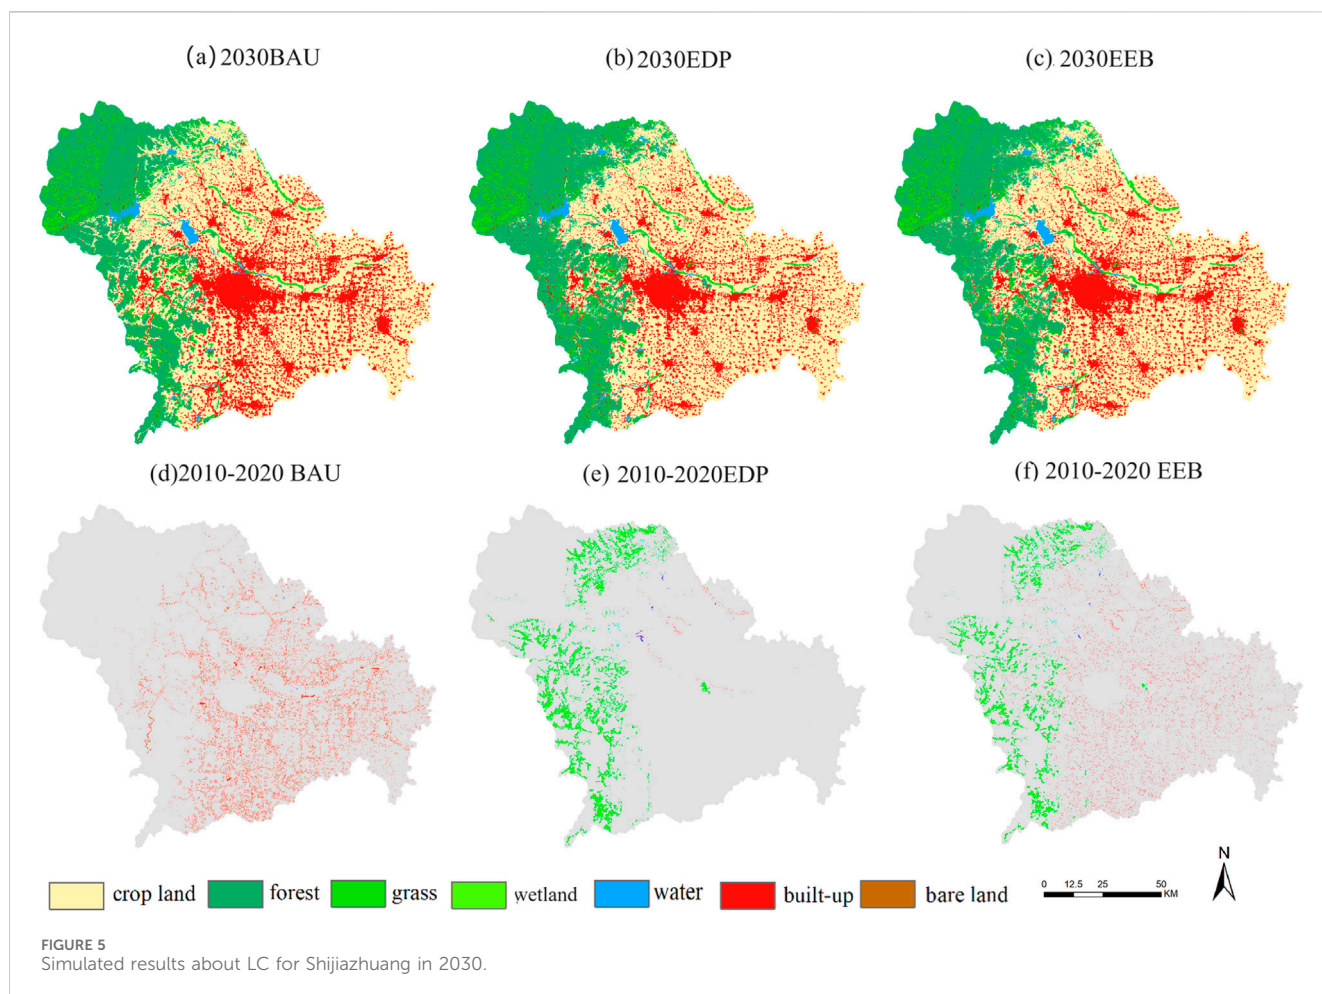 (a) 2030BAU
(b) 2030EDP
(c) 2030EEB
(d)2010-2020 BAU
(e) 2010-2020EDP
(f) 2010-2020 EEB
crop land forest grass wetland water built-up bare land
0 12.5 25 50
KM
N
FIGURE 5
Simulated results about LC for Shijiazhuang in 2030.